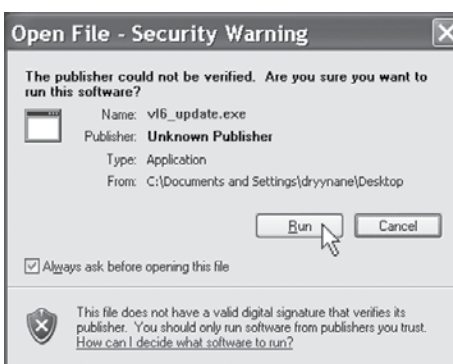 Open File - Security Warning
The publisher could not be verified.  Are you sure you want to
run this software?
Name: vl6_update.exe
Publisher: Unknown Publisher
Type: Application
From: C:\Documents and Settings\dryynane\Desktop
Run
Cancel
Always ask before opening this file
This file does not have a valid digital signature that verifies its
publisher.  You should only run software from publishers you trust.
How can I decide what software to run?